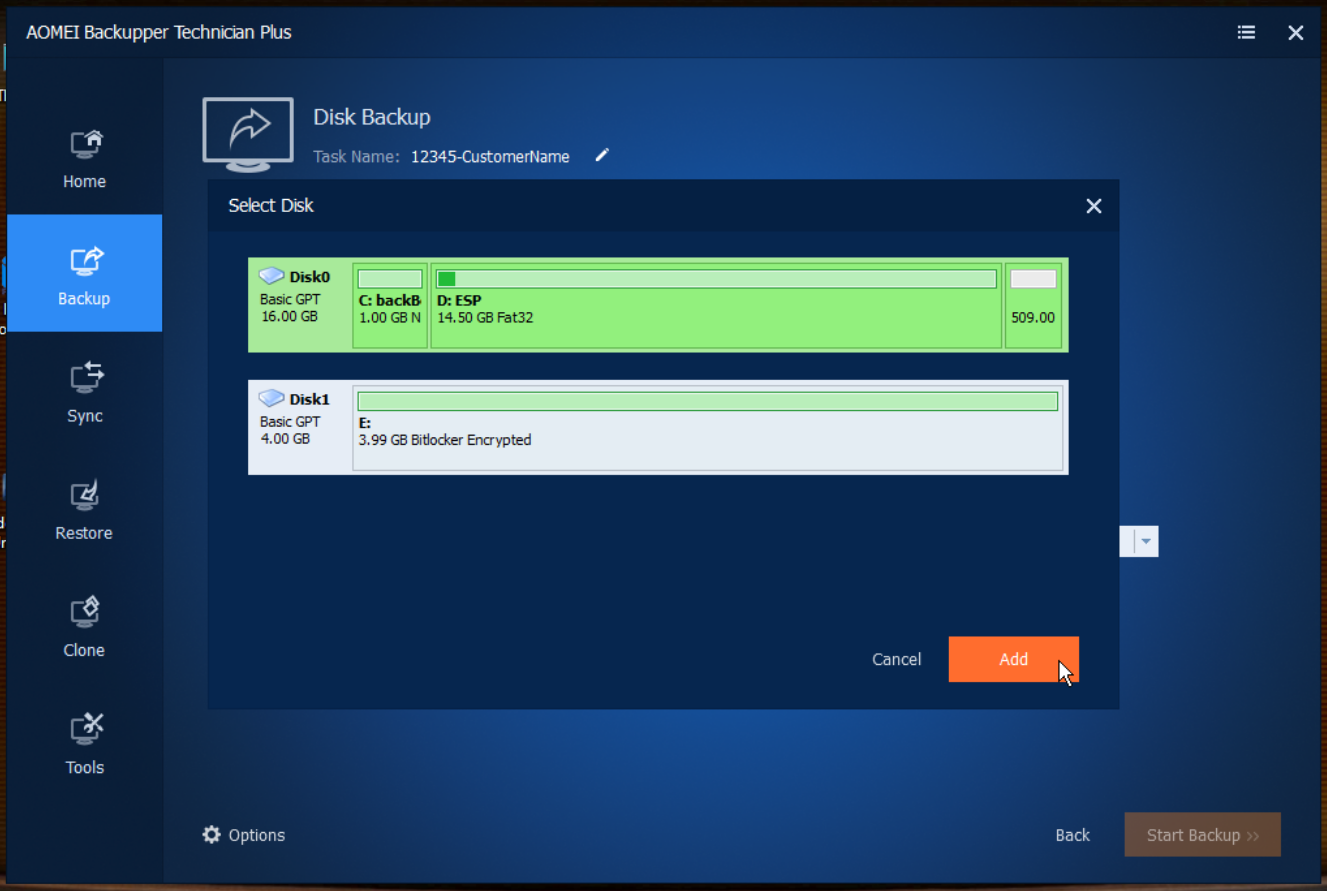 AOMEI Backupper Technician Plus
Home
Backup
Sync
Restore
Clone
Tools
Disk Backup
Task Name: 12345-CustomerName
Select Disk
Disk0
Basic GPT
16.00 GB
C: backB
1.00 GB N
D: ESP
14.50 GB Fat32
509.00
Disk1
Basic GPT
4.00 GB
E:
3.99 GB Bitlocker Encrypted
Cancel
Add
Options
Back
Start Backup >>